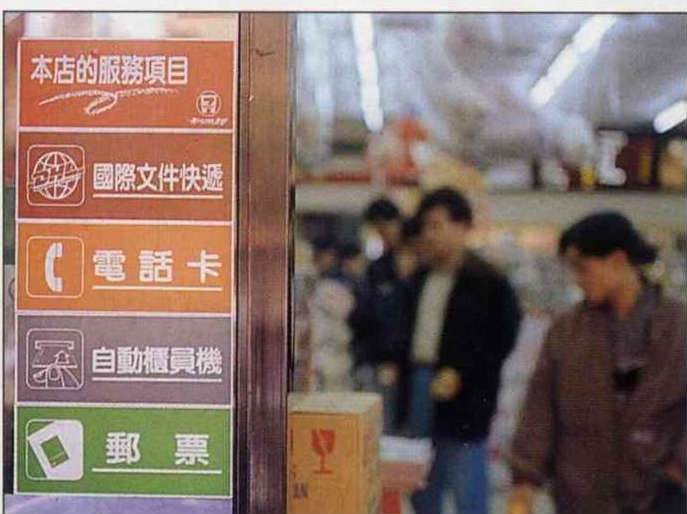 本店的服務項目
國際文件快遞
電話卡
自動櫃員機
郵票